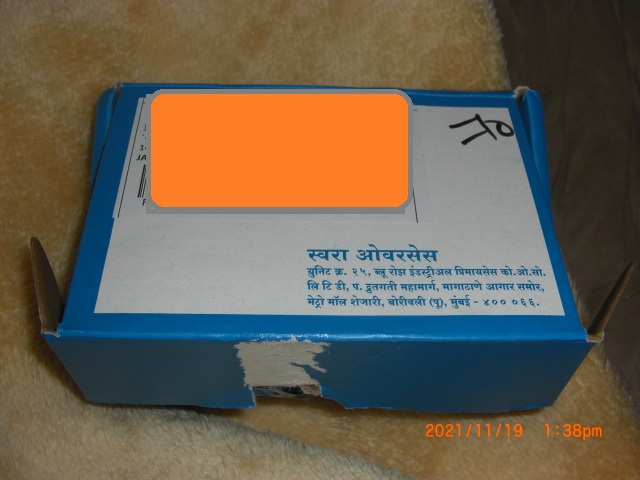 स्वरा ओवरसेस
युनिट क्र. २५, ब्लू रोझ इंडस्ट्रीअल प्रिमायसेस को.ओ.सो.
लि टि डी, प. द्रुतगती महामार्ग, मागाठाणे आगार समोर,
मेट्रो मॉल शेजारी, बोरीवली (पू), मुंबई - ४०० ०६६.
2021/11/19 1:38pm